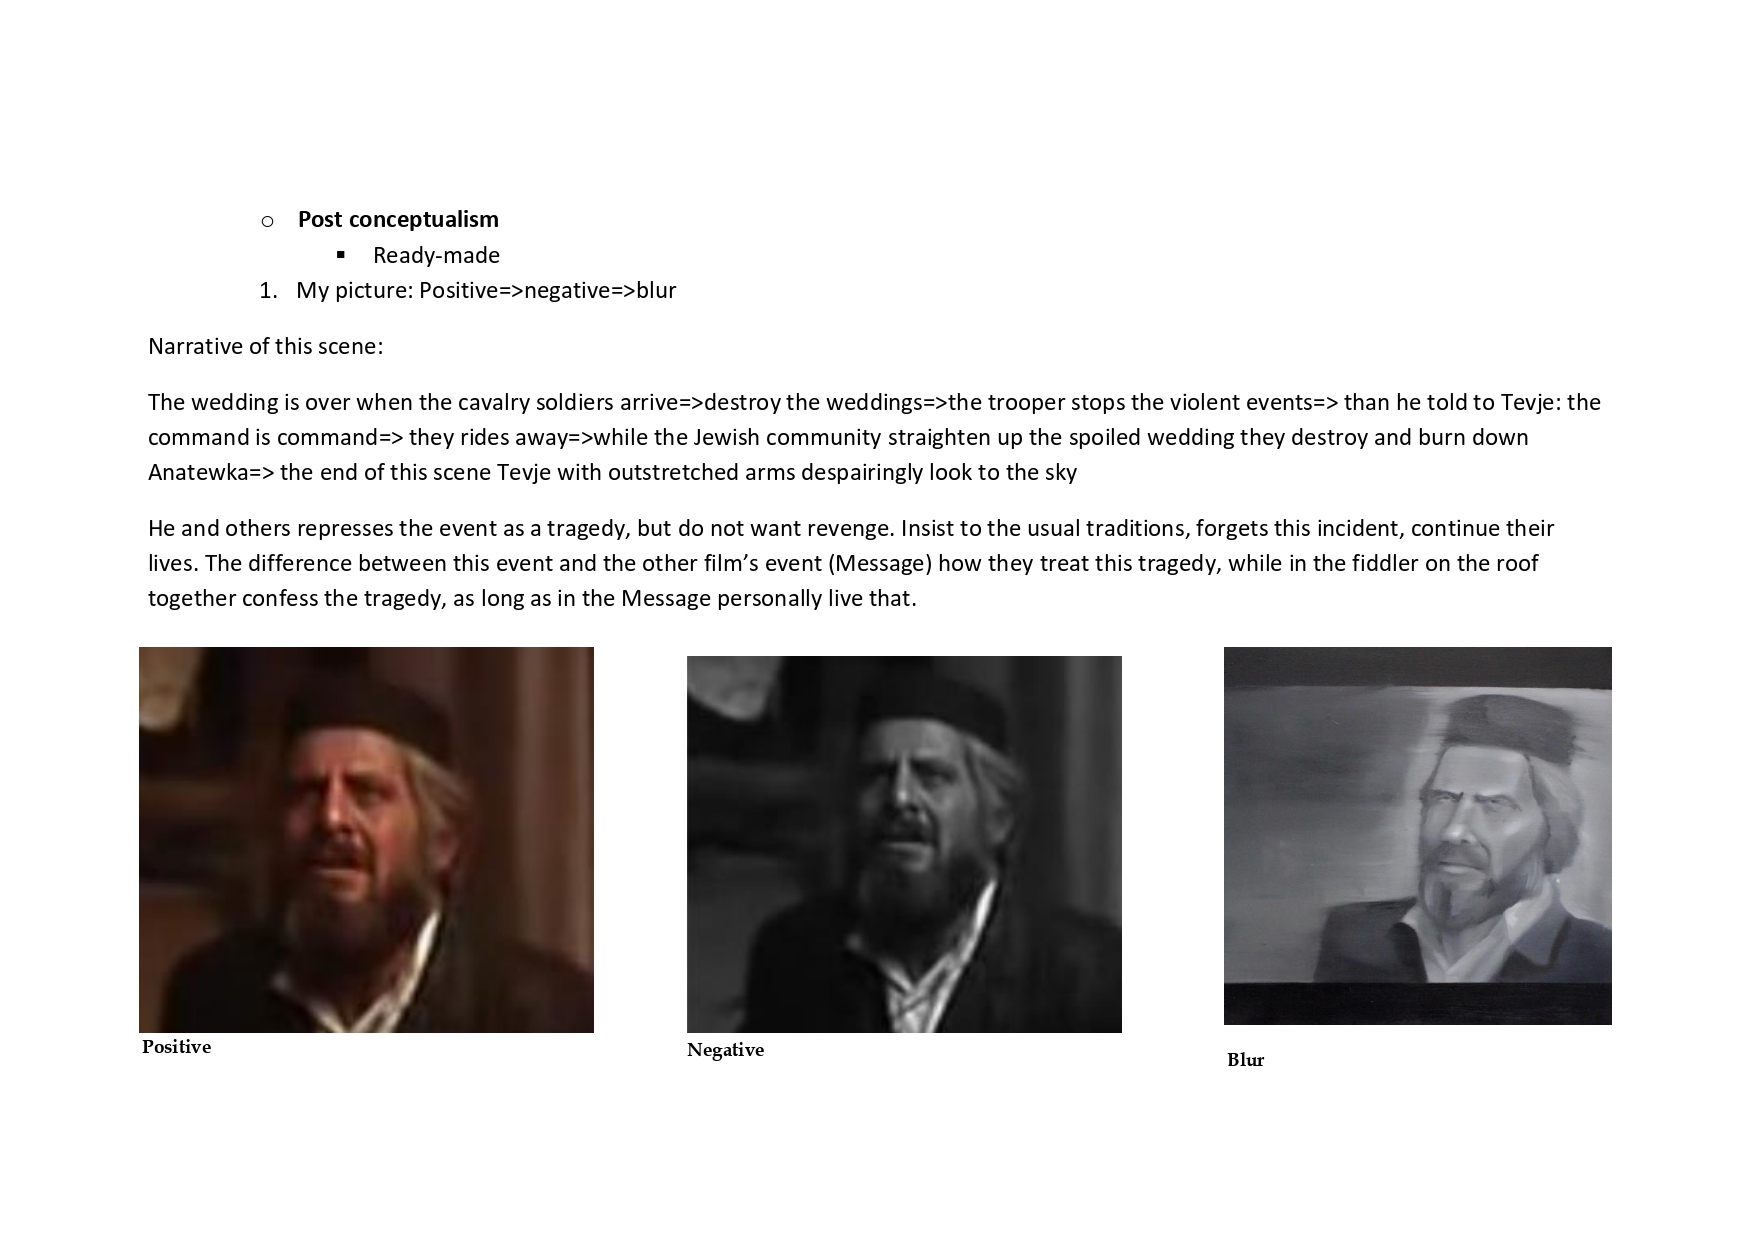 o Post conceptualism
▪ Ready-made
1. My picture: Positive=>negative=>blur
Narrative of this scene:
The wedding is over when the cavalry soldiers arrive=>destroy the weddings=>the trooper stops the violent events=> than he told to Tevje: the
command is command=> they rides away=>while the Jewish community straighten up the spoiled wedding they destroy and burn down
Anatewka=> the end of this scene Tevje with outstretched arms despairingly look to the sky
He and others represses the event as a tragedy, but do not want revenge. Insist to the usual traditions, forgets this incident, continue their
lives. The difference between this event and the other film’s event (Message) how they treat this tragedy, while in the fiddler on the roof
together confess the tragedy, as long as in the Message personally live that.
Positive
Negative
Blur